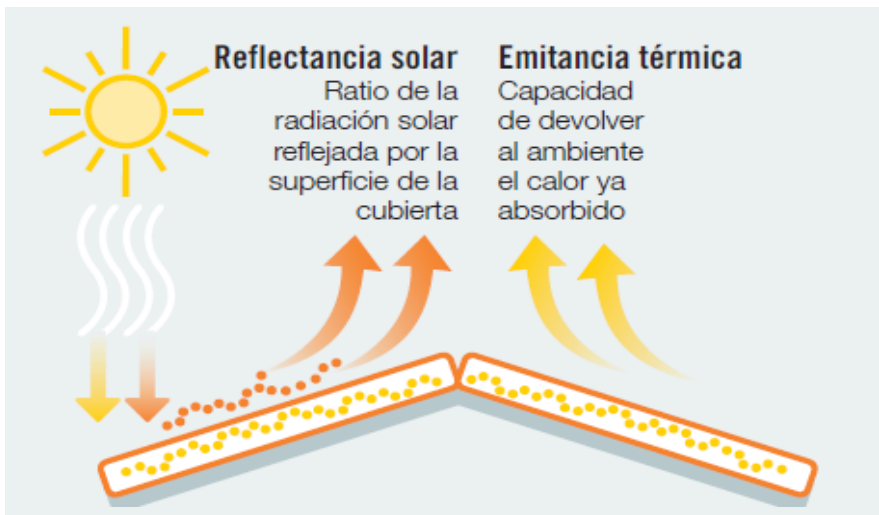 Reflectancia solar
Ratio de la
radiación solar
reflejada por la
superficie de la
cubierta
Emitancia térmica
Capacidad
de devolver
al ambiente
el calor ya
absorbido